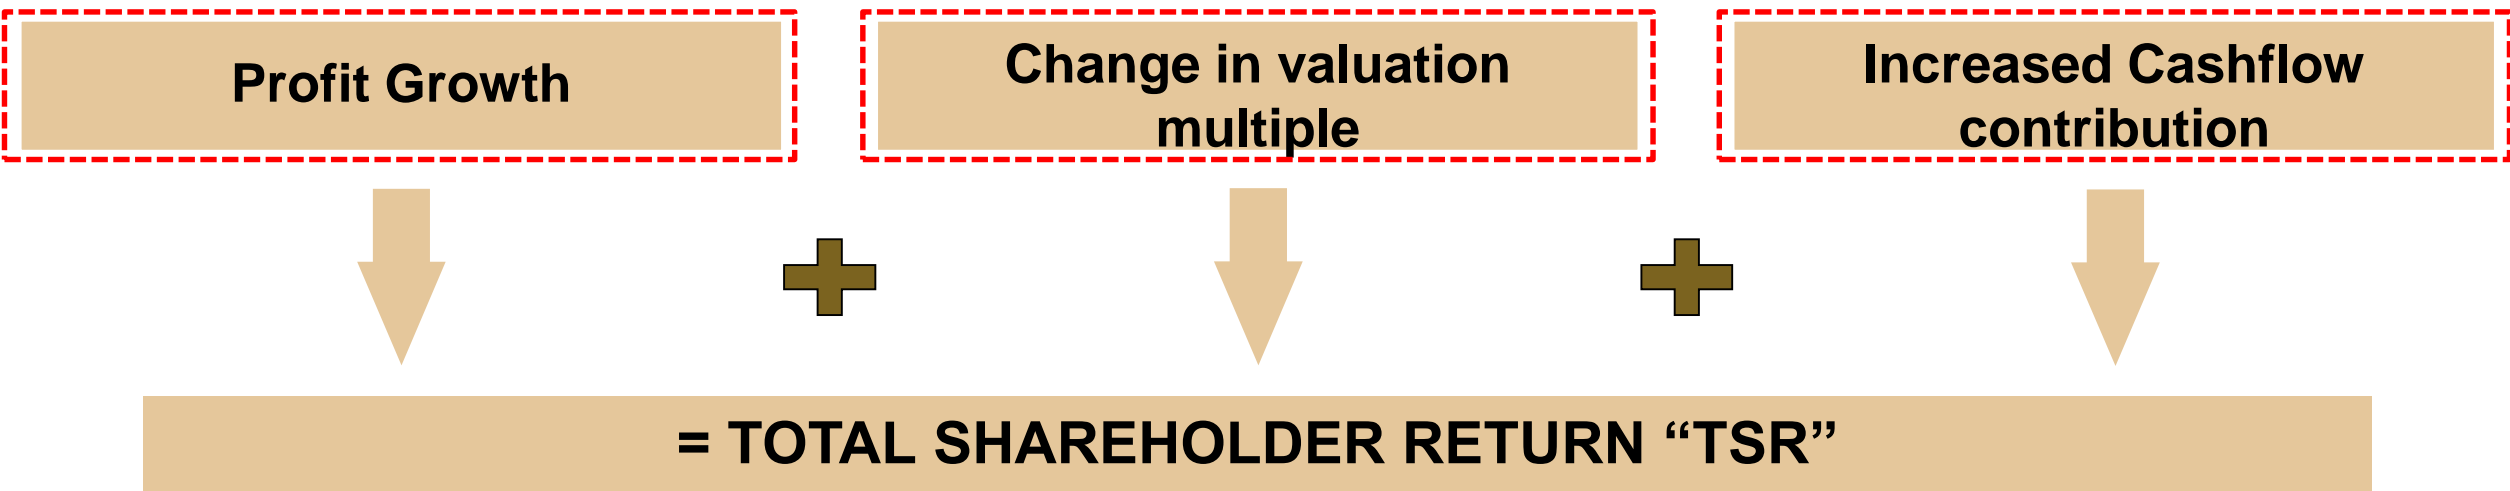 Profit Growth
Change in valuation
multiple
Increased Cashflow
contribution
= TOTAL SHAREHOLDER RETURN “TSR”